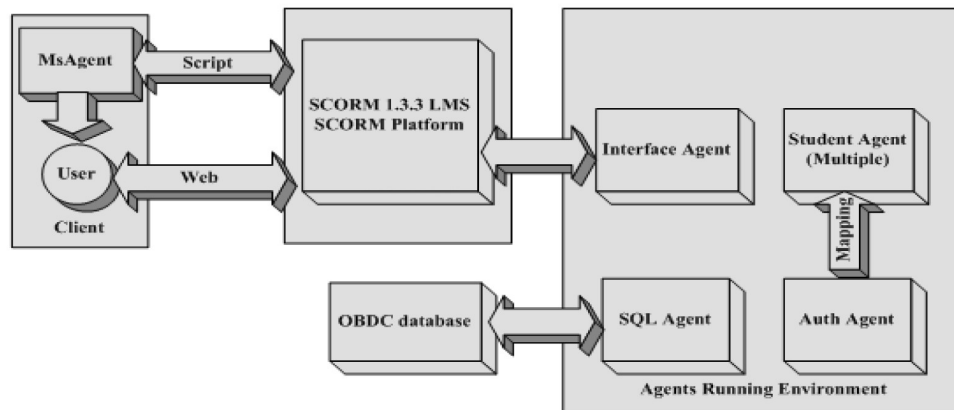 MsAgent
Script
SCORM 1.3.3 LMS
SCORM Platform
Interface Agent
Student Agent
(Multiple)
User
Web
Client
Mapping
OBDC database
SQL Agent
Auth Agent
Agents Running Environment